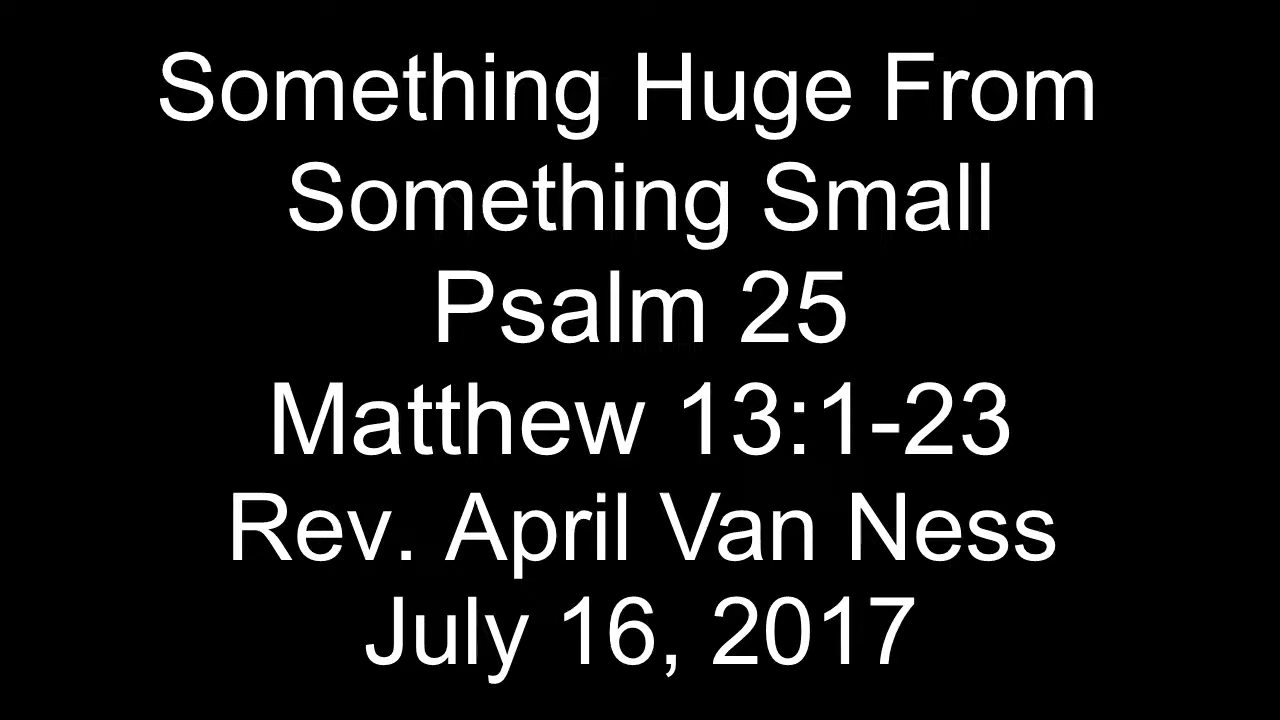 Something Huge From
Something Small
Psalm 25
Matthew 13:1-23
Rev. April Van Ness
July 16, 2017